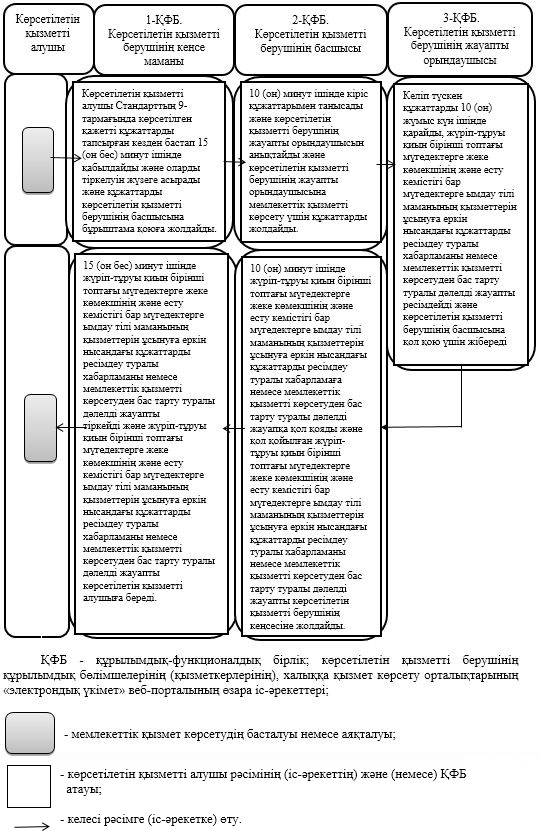 Көрсетілетін
қызметті
алушы
1-ҚФБ.
Көрсетілетін қызметті
берушінің кеңсе
маманы
2-ҚФБ.
Көрсетілетін қызметті
берушінің басшысы
3-ҚФБ.
Көрсетілетін қызметті
берушінің жауапты
орындаушысы
Көрсетілетін қызметті
алушы Стандарттың 9-
тармағында көрсетілген
қажетті құжаттарды
тапсырған кезден бастап 15
(он бес) минут ішінде
қабылдайды және оларды
тіркелуін жүзеге асырады
және құжаттарды
көрсетілетін қызметті
берушінің басшысына
бұрыштама қоюға жолдайды.
10 (он) минут ішінде кіріс
құжаттарымен танысады
және көрсетілетін
қызметті берушінің
жауапты орындаушысын
анықтайды және
көрсетілетін қызметті
берушінің жауапты
орындаушысына
мемлекеттік қызметті
көрсету үшін құжаттарды
жолдайды.
Келіп түскен
құжаттарды 10 (он)
жұмыс күн ішінде
қарайды, жүріп-тұруы
қиын бірінші топтағы
мүгедектерге жеке
көмекшінің және есту
кемістігі бар
мүгедектерге ымдау тілі
маманының қызметтерін
ұсынуға еркін
нысандағы құжаттарды
ресімдеу туралы
хабарламаны немесе
мемлекеттік қызметті
көрсетуден бас тарту
туралы дәлелді жауапты
ресімдейді және
көрсетілетін қызметті
берушінің басшысына
қол қою үшін жібереді
15 (он бес) минут ішінде
жүріп-тұруы қиын бірінші
топтағы мүгедектерге жеке
көмекшінің және есту
кемістігі бар мүгедектерге
ымдау тілі маманының
қызметтерін ұсынуға еркін
нысандағы құжаттарды
ресімдеу туралы
хабарламаны немесе
мемлекеттік қызметті
көрсетуден бас тарту туралы
дәлелді жауапты
тіркейді және жүріп-тұруы
қиын бірінші топтағы
мүгедектерге жеке
көмекшінің және есту
кемістігі бар мүгедектерге
ымдау тілі маманының
қызметтерін ұсынуға еркін
нысандағы құжаттарды
ресімдеу туралы
хабарламаны немесе
мемлекеттік қызметті
көрсетуден бас тарту туралы
дәлелді жауапты
көрсетілетін қызметті
алушыға береді.
10 (он) минут ішінде
жүріп-тұруы қиын бірінші
топтағы мүгедектерге
жеке көмекшінің және
есту кемістігі бар
мүгедектерге ымдау тілі
маманының қызметтерін
ұсынуға еркін нысандағы
құжаттарды ресімдеу
туралы хабарламаға
немесе мемлекеттік
қызметті көрсетуден бас
тарту туралы дәлелді
жауапқа қол қояды және
қол қойылған жүріп-
тұруы қиын бірінші
топтағы мүгедектерге
жеке көмекшінің және
есту кемістігі бар
мүгедектерге ымдау тілі
маманының қызметтерін
ұсынуға еркін нысандағы
құжаттарды ресімдеу
туралы хабарламаны
немесе мемлекеттік
қызметті көрсетуден бас
тарту туралы дәлелді
жауапты көрсетілетін
қызметті берушінің
кеңсесіне жолдайды.
ҚФБ - құрылымдық-функционалдық бірлік; көрсетілетін қызметті берушінің
құрылымдық бөлімшелерінің (қызметкерлерінің), халыққа қызмет көрсету орталықтарының
«электрондық үкімет» веб-порталының өзара іс-әрекеттері;
- мемлекеттік қызмет көрсетудің басталуы немесе аяқталуы;
- көрсетілетін қызметті алушы рәсімінің (іс-әрекеттің) және (немесе) ҚФБ
атауы;
- келесі рәсімге (іс-әрекетке) өту.